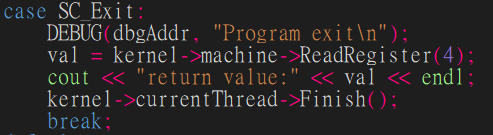 case SC_Exit:
DEBUG(dbgAddr, "Program exit\n");
val = kernel->machine->ReadRegister(4);
cout << "return value:" << val << endl;
kernel->currentThread->Finish();
break;